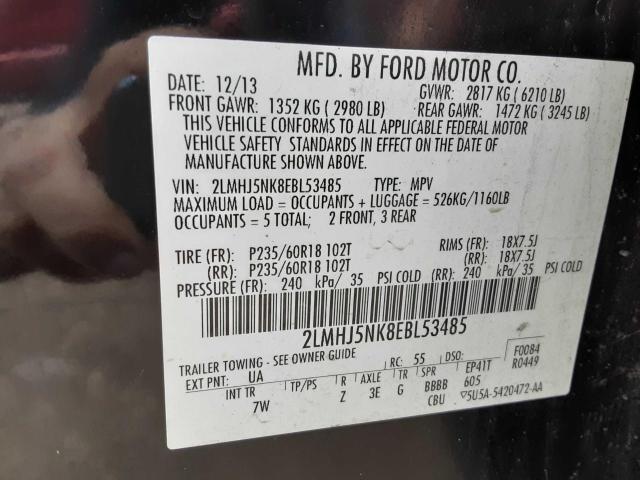 MFD. BY FORD MOTOR CO.
DATE: 12/13 GVWR: 2817 KG ( 6210 LB)
FRONT GAWR: 1352 KG ( 2980 LB) REAR GAWR: 1472 KG ( 3245 LB)
THIS VEHICLE CONFORMS TO ALL APPLICABLE FEDERAL MOTOR
VEHICLE SAFETY STANDARDS IN EFFECT ON THE DATE OF
MANUFACTURE SHOWN ABOVE.
VIN: 2LMHJ5NK8EBL53485 TYPE: MPV
MAXIMUM LOAD = OCCUPANTS + LUGGAGE = 526KG/1160LB
OCCUPANTS = 5 TOTAL; 2 FRONT, 3 REAR
TIRE (FR): P235/60R18 102T RIMS (FR): 18X7.5J
(RR): P235/60R18 102T (RR): 18X7.5J
PRESSURE (FR): 240 kPa/ 35 PSI COLD (RR): 240 kPa/ 35 PSI COLD
2LMHJ5NK8EBL53485
TRAILER TOWING - SEE OWNER GUIDE RC: 55 DSO: F0084
EXT PNT: UA EP41T R0449
INT TR TP/PS R AXLE TR SPR 605
7W Z 3E G BBBB
CBU 5U5A-5420472-AA